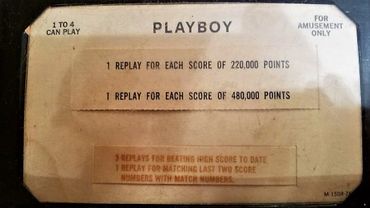 1 TO 4
CAN PLAY
PLAYBOY
FOR
AMUSEMENT
ONLY
1 REPLAY FOR EACH SCORE OF 220,000 POINTS
1 REPLAY FOR EACH SCORE OF 480,000 POINTS
3 REPLAYS FOR BEATING HIGH SCORE TO DATE
1 REPLAY FOR MATCHING LAST TWO SCORE
NUMBERS WITH MATCH NUMBERS.